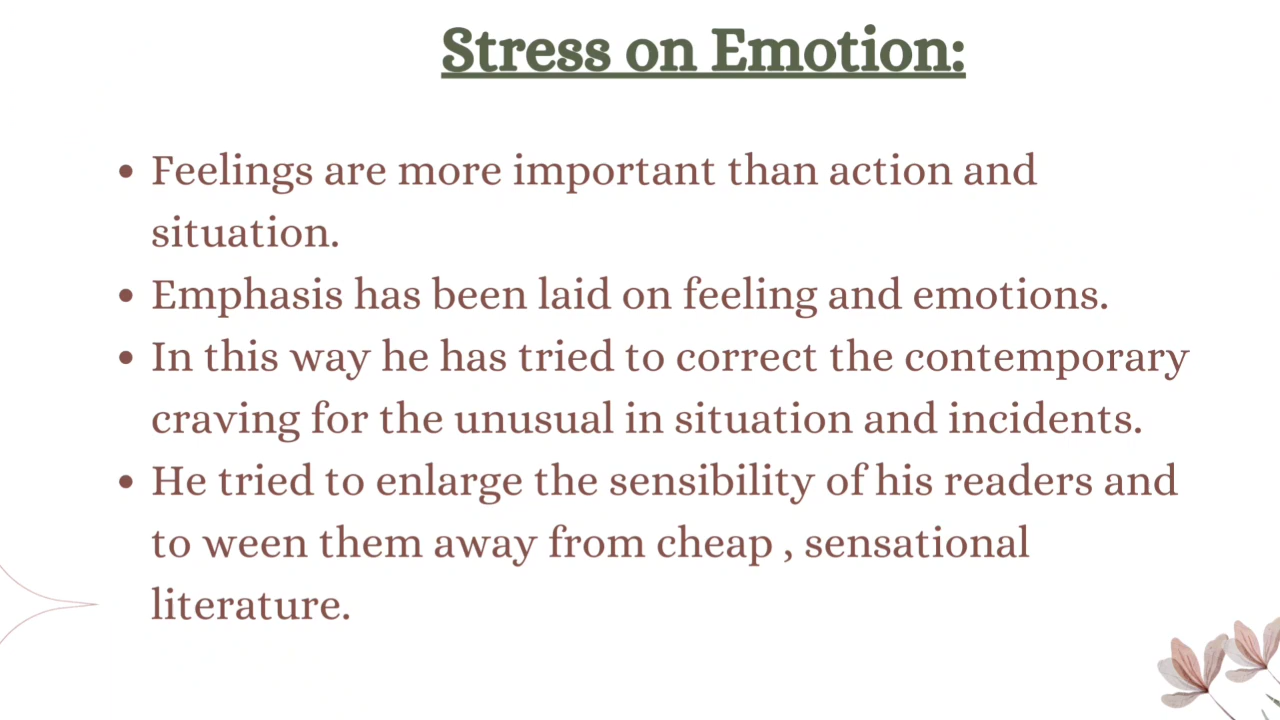 Stress on Emotion:
• Feelings are more important than action and
situation.
• Emphasis has been laid on feeling and emotions.
• In this way he has tried to correct the contemporary
craving for the unusual in situation and incidents.
• He tried to enlarge the sensibility of his readers and
to ween them away from cheap , sensational
literature.